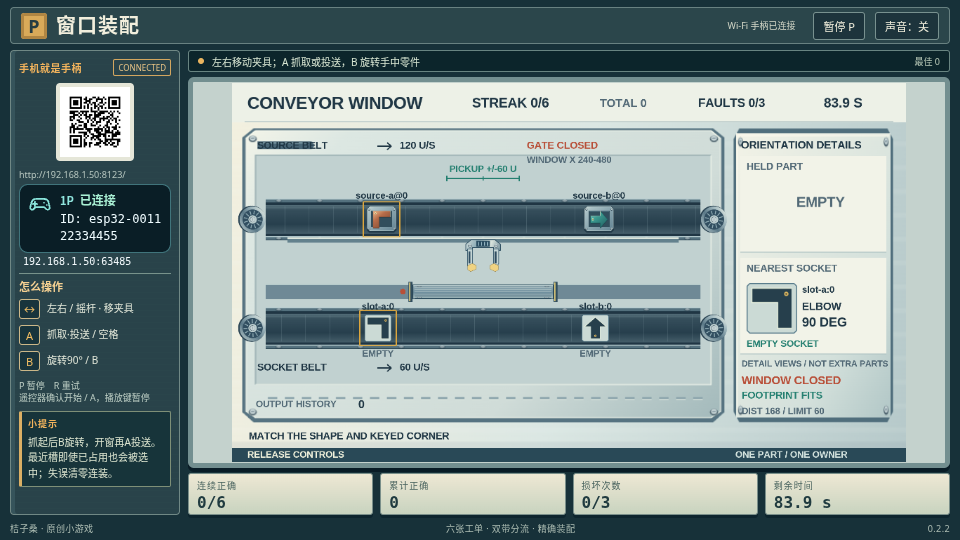 P 窗口装配
Wi-Fi 手柄已连接
暂停 P
声音: 关
手机就是手柄
CONNECTED
http://192.168.1.50:8123/
1P 已连接
ID: esp32-0011
22334455
192.168.1.50:63485
怎么操作
↔ 左右 / 摇杆 · 移夹具
A 抓取·投送 / 空格
B 旋转90° / B
P 暂停 R 重试
遥控器确认开始 / A，播放键暂停
小提示
抓起后B旋转，开窗再A投送。
最近槽即使已占用也会被选
中；失误清零连装。
左右移动夹具；A 抓取或投送，B 旋转手中零件
最佳 0
CONVEYOR WINDOW
STREAK 0/6
TOTAL 0
FAULTS 0/3
83.9 S
SOURCE BELT
→ 120 U/S
GATE CLOSED
WINDOW X 240-480
PICKUP +/-60 U
source-a@0
source-b@0
slot-a:0
slot-b:0
EMPTY
EMPTY
SOCKET BELT
→ 60 U/S
OUTPUT HISTORY 0
ORIENTATION DETAILS
HELD PART
EMPTY
NEAREST SOCKET
slot-a:0
ELBOW
90 DEG
EMPTY SOCKET
DETAIL VIEWS / NOT EXTRA PARTS
WINDOW CLOSED
FOOTPRINT FITS
DIST 168 / LIMIT 60
MATCH THE SHAPE AND KEYED CORNER
RELEASE CONTROLS
ONE PART / ONE OWNER
连续正确
0/6
累计正确
0
损坏次数
0/3
剩余时间
83.9 s
桔子桑 · 原创小游戏
六张工单 · 双带分流 · 精确装配
0.2.2